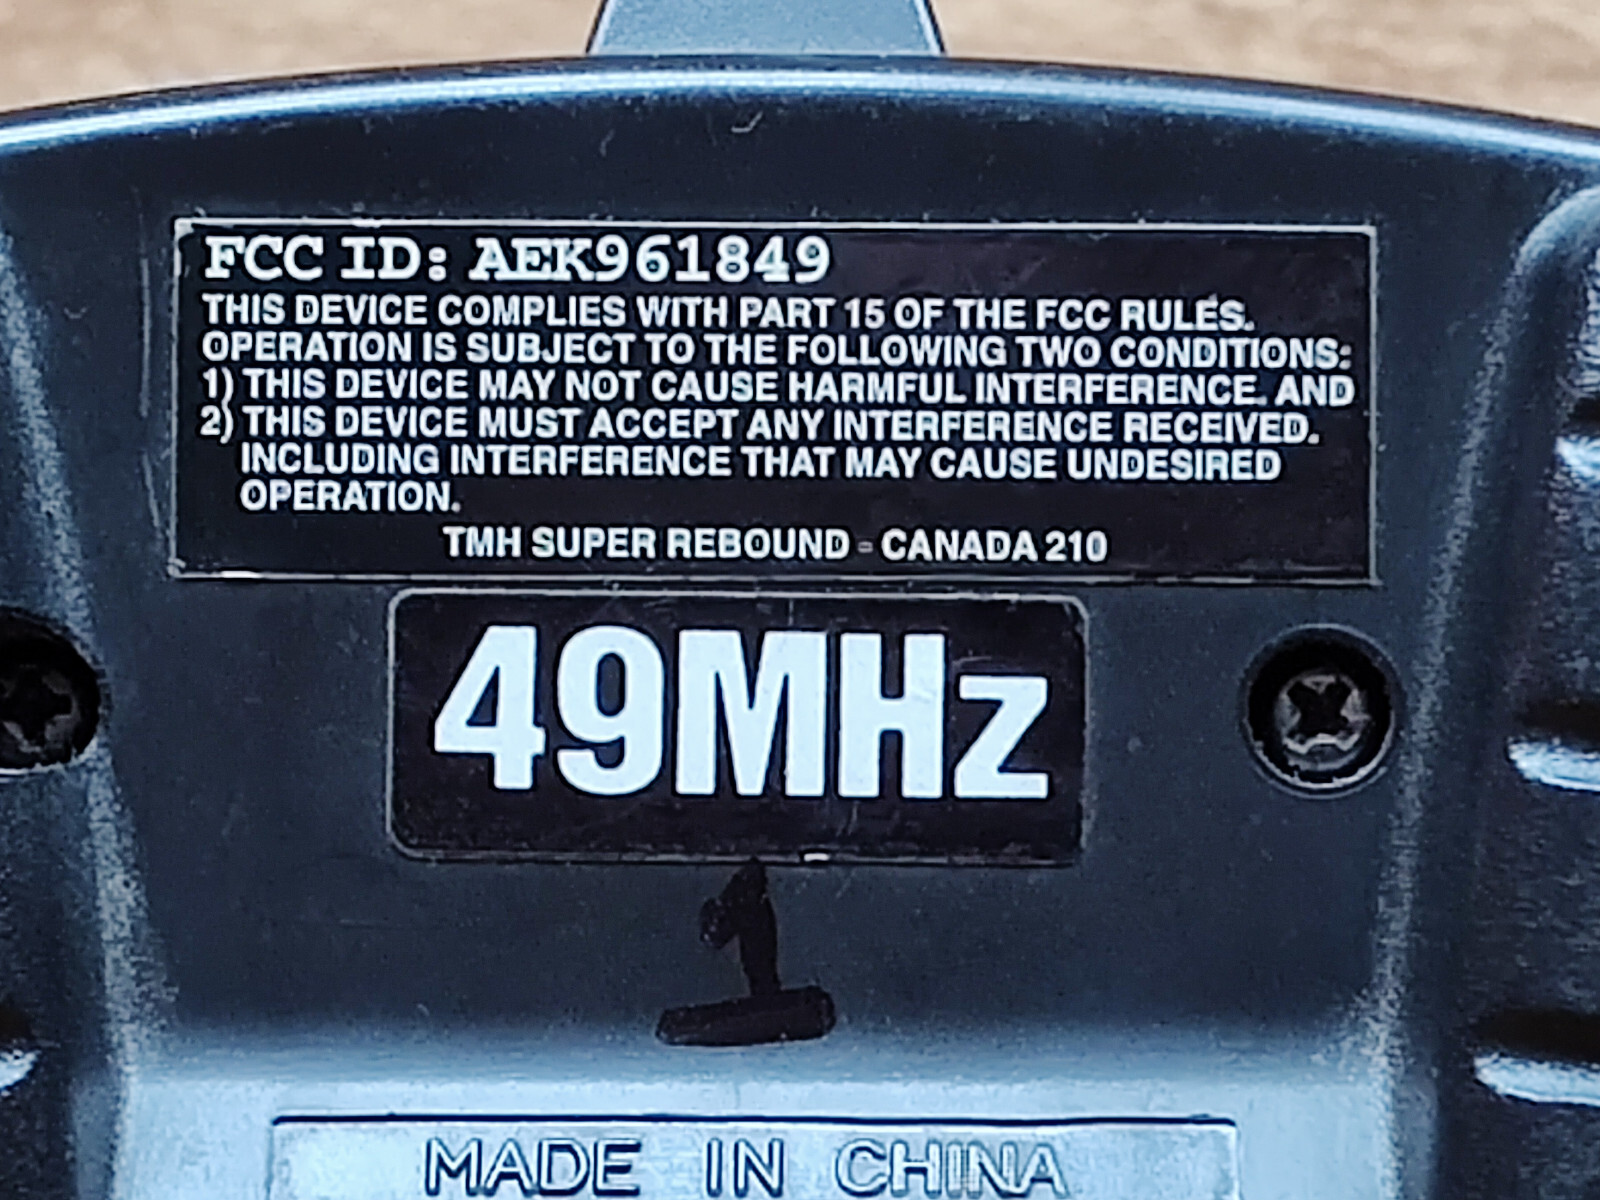 FCC ID: AEK961849
THIS DEVICE COMPLIES WITH PART 15 OF THE FCC RULES.
OPERATION IS SUBJECT TO THE FOLLOWING TWO CONDITIONS:
1) THIS DEVICE MAY NOT CAUSE HARMFUL INTERFERENCE. AND
2) THIS DEVICE MUST ACCEPT ANY INTERFERENCE RECEIVED.
INCLUDING INTERFERENCE THAT MAY CAUSE UNDESIRED
OPERATION.
TMH SUPER REBOUND - CANADA 210
49MHz
1
MADE IN CHINA